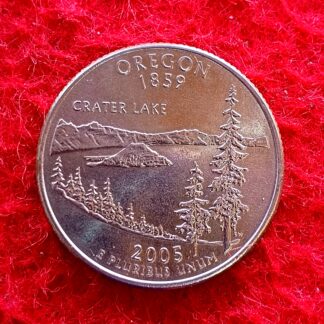 OREGON
1859
CRATER LAKE
2005
E PLURIBUS UNUM